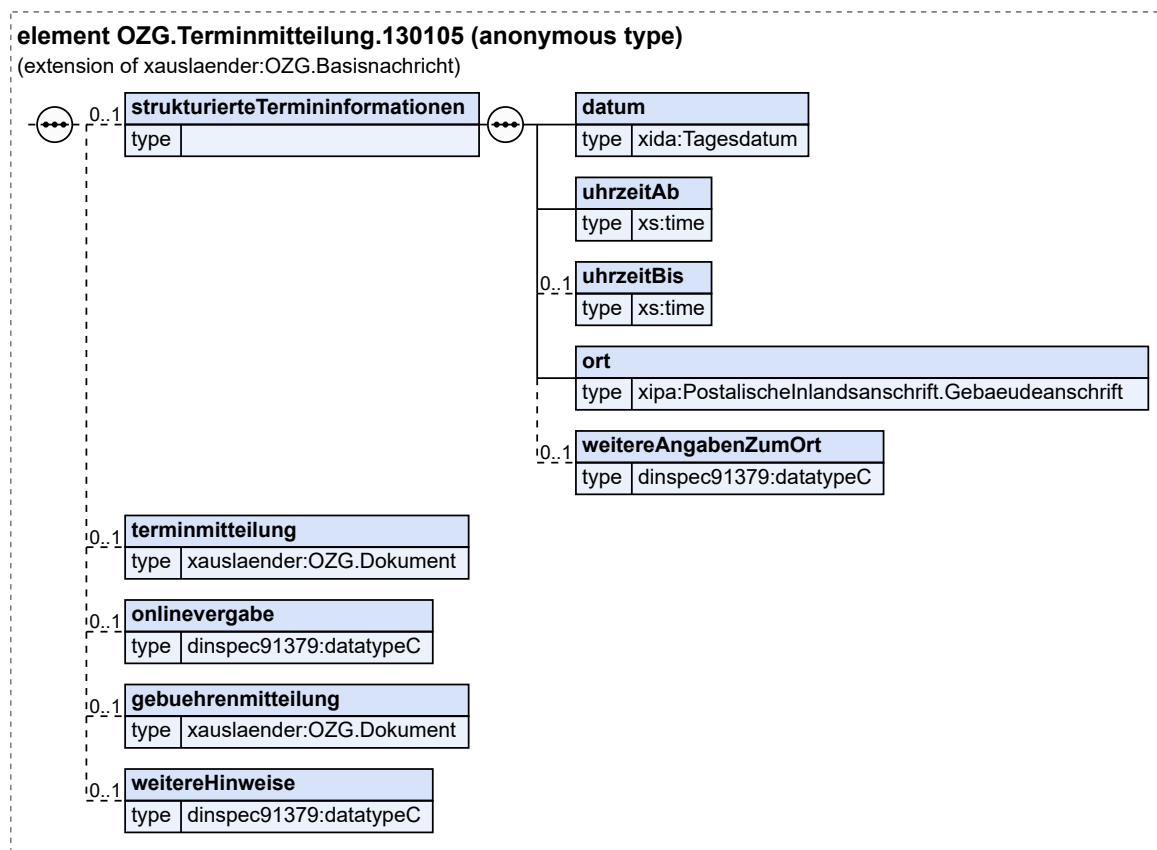 element OZG.Terminmitteilung.130105 (anonymous type)
(extension of xauslaender:OZG.Basisnachricht)
0..1
strukturierteTermininformationen
type
datum
type xida:Tagesdatum
uhrzeitAb
type xs:time
0..1
uhrzeitBis
type xs:time
ort
type xipa:PostalischeInlandsanschrift.Gebaeudeanschrift
0..1
weitereAngabenZumOrt
type dinspec91379:datatypeC
0..1
terminmitteilung
type xauslaender:OZG.Dokument
0..1
onlinevergabe
type dinspec91379:datatypeC
0..1
gebuehrenmitteilung
type xauslaender:OZG.Dokument
0..1
weitereHinweise
type dinspec91379:datatypeC